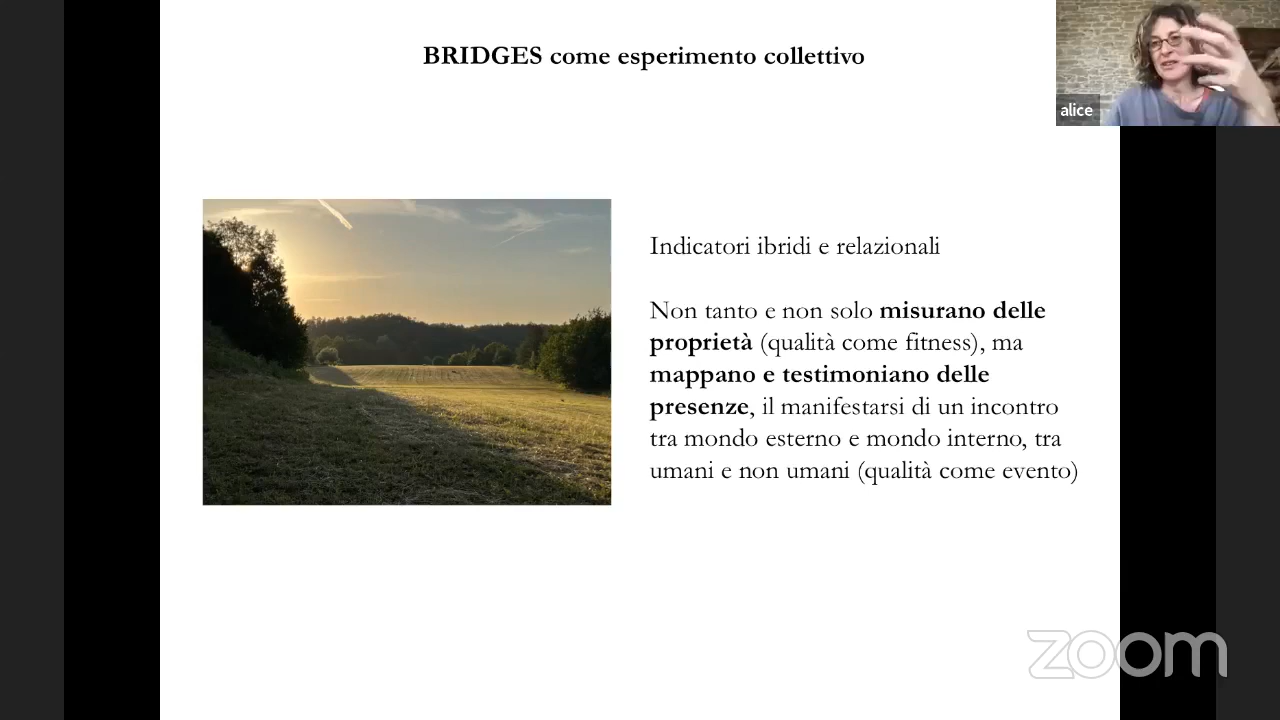 BRIDGES come esperimento collettivo
alice
Indicatori ibridi e relazionali
Non tanto e non solo misurano delle
proprietà (qualità come fitness), ma
mappano e testimoniano delle
presenze, il manifestarsi di un incontro
tra mondo esterno e mondo interno, tra
umani e non umani (qualità come evento)
zoom